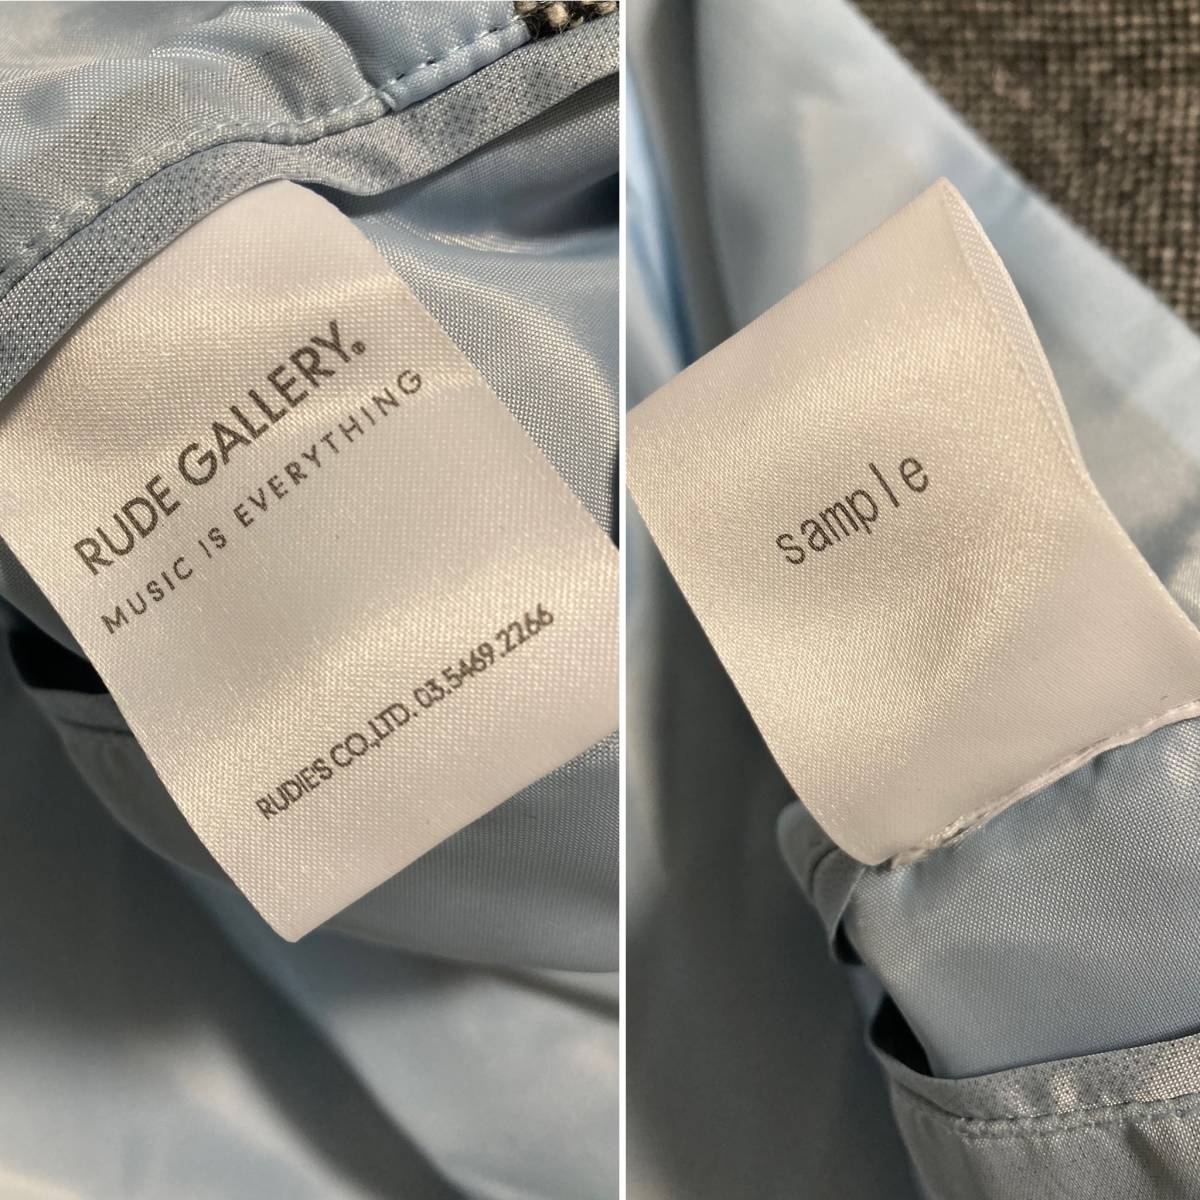 RUDE GALLERY®
MUSIC IS EVERYTHING
RUDIES CO.,LTD. 03.5469.2266
sample